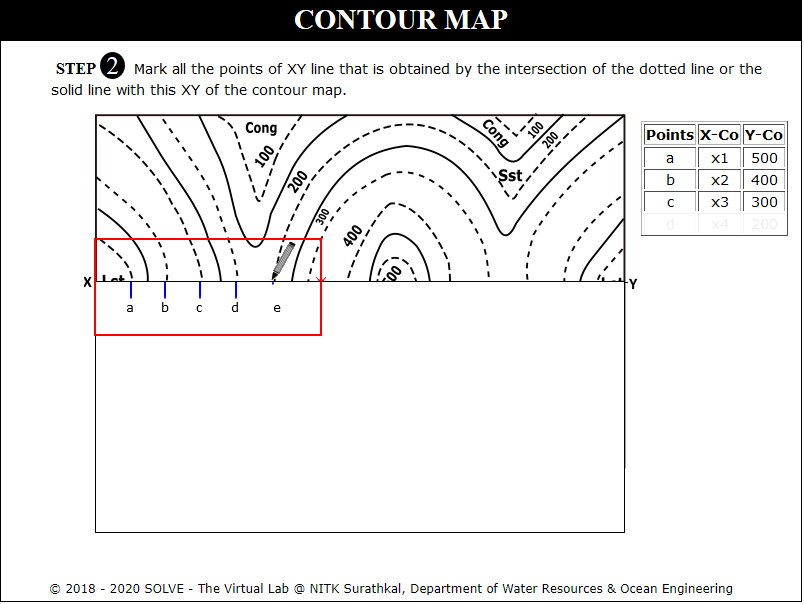 CONTOUR MAP
STEP 2 Mark all the points of XY line that is obtained by the intersection of the dotted line or the
solid line with this XY of the contour map.
Cong
Cong
100
200
100
200
Sst
300
400
Points X-Co Y-Co
a x1 500
b x2 400
c x3 300
d x4 200
X
Y
a b c d e
© 2018 - 2020 SOLVE - The Virtual Lab @ NITK Surathkal, Department of Water Resources & Ocean Engineering